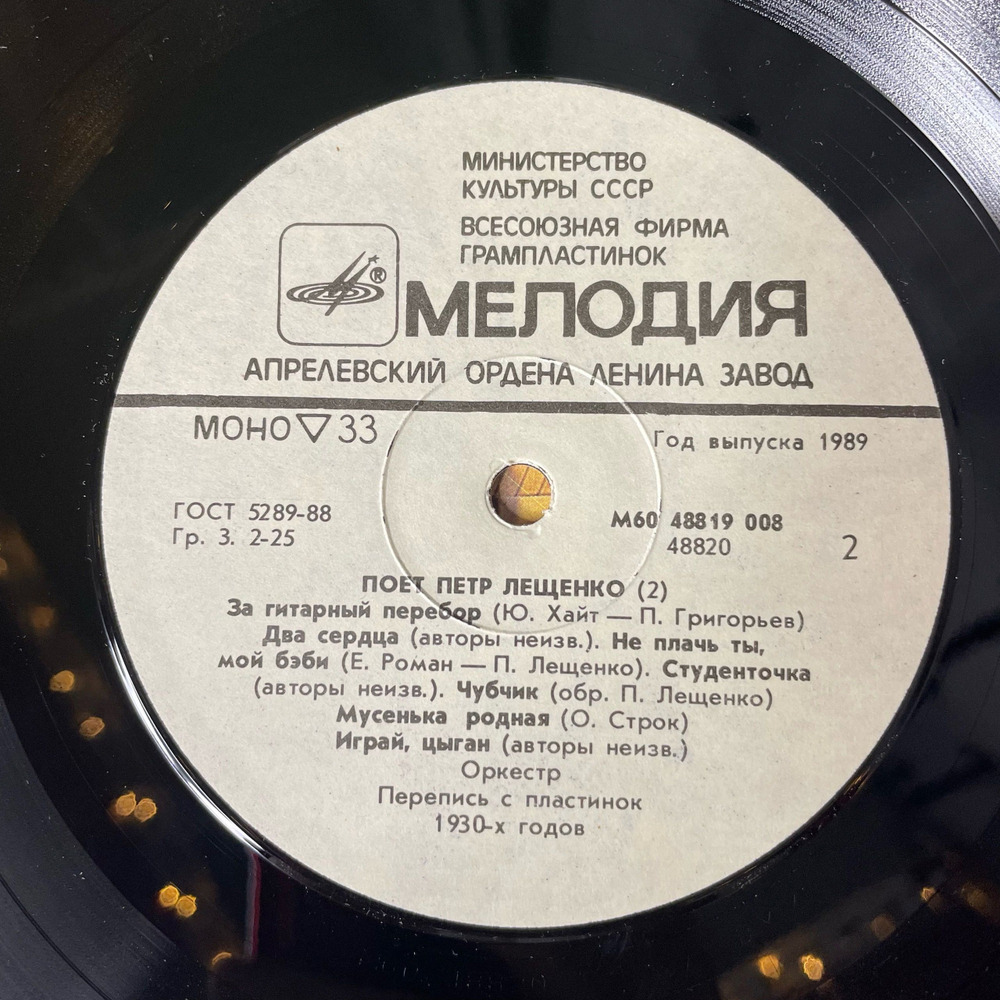 МИНИСТЕРСТВО
КУЛЬТУРЫ СССР
ВСЕСОЮЗНАЯ ФИРМА
ГРАМПЛАСТИНОК
®
МЕЛОДИЯ
АПРЕЛЕВСКИЙ ОРДЕНА ЛЕНИНА ЗАВОД
МОНО ▽ 33
Год выпуска 1989
ГОСТ 5289-88
Гр. 3. 2-25
М60 48819 008
48820
2
ПОЕТ ПЕТР ЛЕЩЕНКО (2)
За гитарный перебор (Ю. Хайт — П. Григорьев)
Два сердца (авторы неизв.). Не плачь ты,
мой бэби (Е. Роман — П. Лещенко). Студенточка
(авторы неизв.). Чубчик (обр. П. Лещенко)
Мусенька родная (О. Строк)
Играй, цыган (авторы неизв.)
Оркестр
Перепись с пластинок
1930-х годов